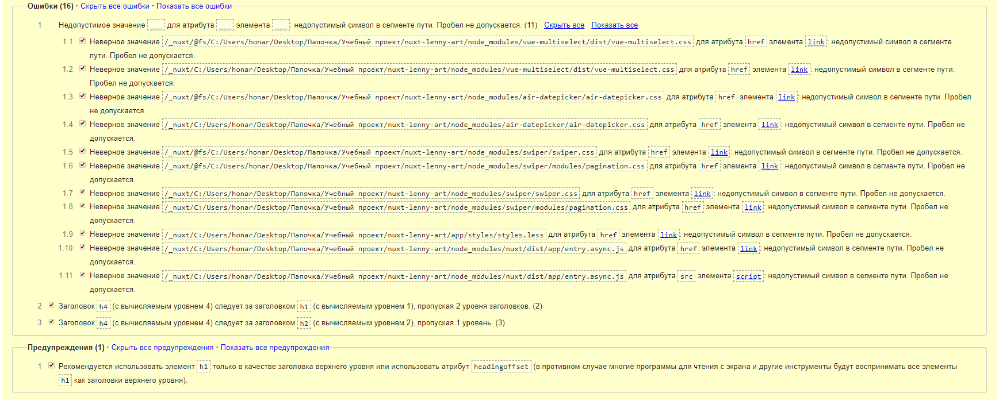 Ошибки (16) · Скрыть все ошибки · Показать все ошибки
1 Недопустимое значение ___ для атрибута ___ элемента ___: недопустимый символ в сегменте пути. Пробел не допускается. (11) · Скрыть все · Показать все
1.1 Неверное значение /_nuxt/@fs/C:/Users/honar/Desktop/Папочка/Учебный проект/nuxt-lenny-art/node_modules/vue-multiselect/dist/vue-multiselect.css для атрибута href элемента link: недопустимый символ в сегменте
пути. Пробел не допускается.
1.2 Неверное значение /_nuxt/C:/Users/honar/Desktop/Папочка/Учебный проект/nuxt-lenny-art/node_modules/vue-multiselect/dist/vue-multiselect.css для атрибута href элемента link: недопустимый символ в сегменте пути.
Пробел не допускается.
1.3 Неверное значение /_nuxt/@fs/C:/Users/honar/Desktop/Папочка/Учебный проект/nuxt-lenny-art/node_modules/air-datepicker/air-datepicker.css для атрибута href элемента link: недопустимый символ в сегменте пути. Пробел
не допускается.
1.4 Неверное значение /_nuxt/C:/Users/honar/Desktop/Папочка/Учебный проект/nuxt-lenny-art/node_modules/air-datepicker/air-datepicker.css для атрибута href элемента link: недопустимый символ в сегменте пути. Пробел не
допускается.
1.5 Неверное значение /_nuxt/@fs/C:/Users/honar/Desktop/Папочка/Учебный проект/nuxt-lenny-art/node_modules/swiper/swiper.css для атрибута href элемента link: недопустимый символ в сегменте пути. Пробел не допускается.
1.6 Неверное значение /_nuxt/@fs/C:/Users/honar/Desktop/Папочка/Учебный проект/nuxt-lenny-art/node_modules/swiper/modules/pagination.css для атрибута href элемента link: недопустимый символ в сегменте пути. Пробел не
допускается.
1.7 Неверное значение /_nuxt/C:/Users/honar/Desktop/Папочка/Учебный проект/nuxt-lenny-art/node_modules/swiper/swiper.css для атрибута href элемента link: недопустимый символ в сегменте пути. Пробел не допускается.
1.8 Неверное значение /_nuxt/C:/Users/honar/Desktop/Папочка/Учебный проект/nuxt-lenny-art/node_modules/swiper/modules/pagination.css для атрибута href элемента link: недопустимый символ в сегменте пути. Пробел не
допускается.
1.9 Неверное значение /_nuxt/C:/Users/honar/Desktop/Папочка/Учебный проект/nuxt-lenny-art/app/styles/styles.less для атрибута href элемента link: недопустимый символ в сегменте пути. Пробел не допускается.
1.10 Неверное значение /_nuxt/C:/Users/honar/Desktop/Папочка/Учебный проект/nuxt-lenny-art/node_modules/nuxt/dist/app/entry.async.js для атрибута href элемента link: недопустимый символ в сегменте пути. Пробел не
допускается.
1.11 Неверное значение /_nuxt/C:/Users/honar/Desktop/Папочка/Учебный проект/nuxt-lenny-art/node_modules/nuxt/dist/app/entry.async.js для атрибута src элемента script: недопустимый символ в сегменте пути. Пробел не
допускается.
2 Заголовок h4 (с вычисляемым уровнем 4) следует за заголовком h1 (с вычисляемым уровнем 1), пропуская 2 уровня заголовков. (2)
3 Заголовок h4 (с вычисляемым уровнем 4) следует за заголовком h2 (с вычисляемым уровнем 2), пропуская 1 уровень. (3)
Предупреждения (1) · Скрыть все предупреждения · Показать все предупреждения
1 Рекомендуется использовать элемент h1 только в качестве заголовка верхнего уровня или использовать атрибут headingoffset (в противном случае многие программы для чтения с экрана и другие инструменты будут воспринимать все элементы
h1 как заголовки верхнего уровня).